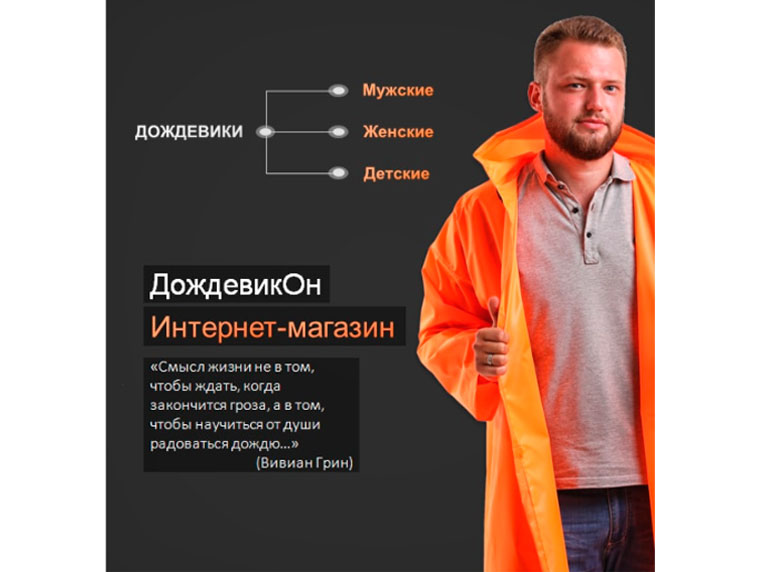 Мужские
ДОЖДЕВИКИ
Женские
Детские
ДождевикОн
Интернет-магазин
«Смысл жизни не в том,
чтобы ждать, когда
закончится гроза, а в том,
чтобы научиться от души
радоваться дождю...»
(Вивиан Грин)